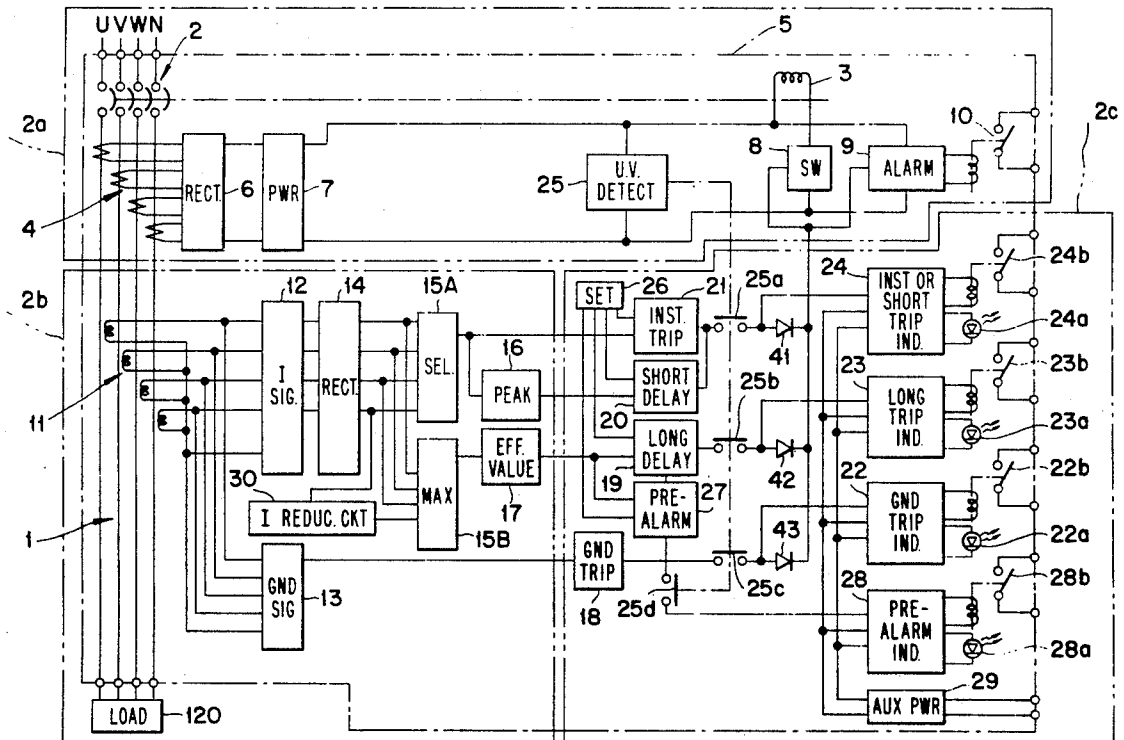 U V W N
2
5
3
2a
10
2c
8
9
SW
ALARM
RECT.
6
PWR
7
25
U.V.
DETECT
4
24b
2b
12
14
15A
26
SET
21
25a
24
INST OR
SHORT
TRIP
IND.
24a
INST.
TRIP
41
I
SIG.
RECT.
SEL.
16
PEAK
SHORT
DELAY
20
25b
23
23b
LONG
TRIP
IND.
23a
11
30
I REDUC. CKT
MAX
15B
EFF.
VALUE
17
LONG
DELAY
19
42
27
PRE-
ALARM
22
22b
GND
TRIP
IND.
22a
1
GND
SIG
13
GND
TRIP
18
43
25c
25d
28
28b
PRE-
ALARM
IND.
28a
29
AUX PWR
LOAD
120